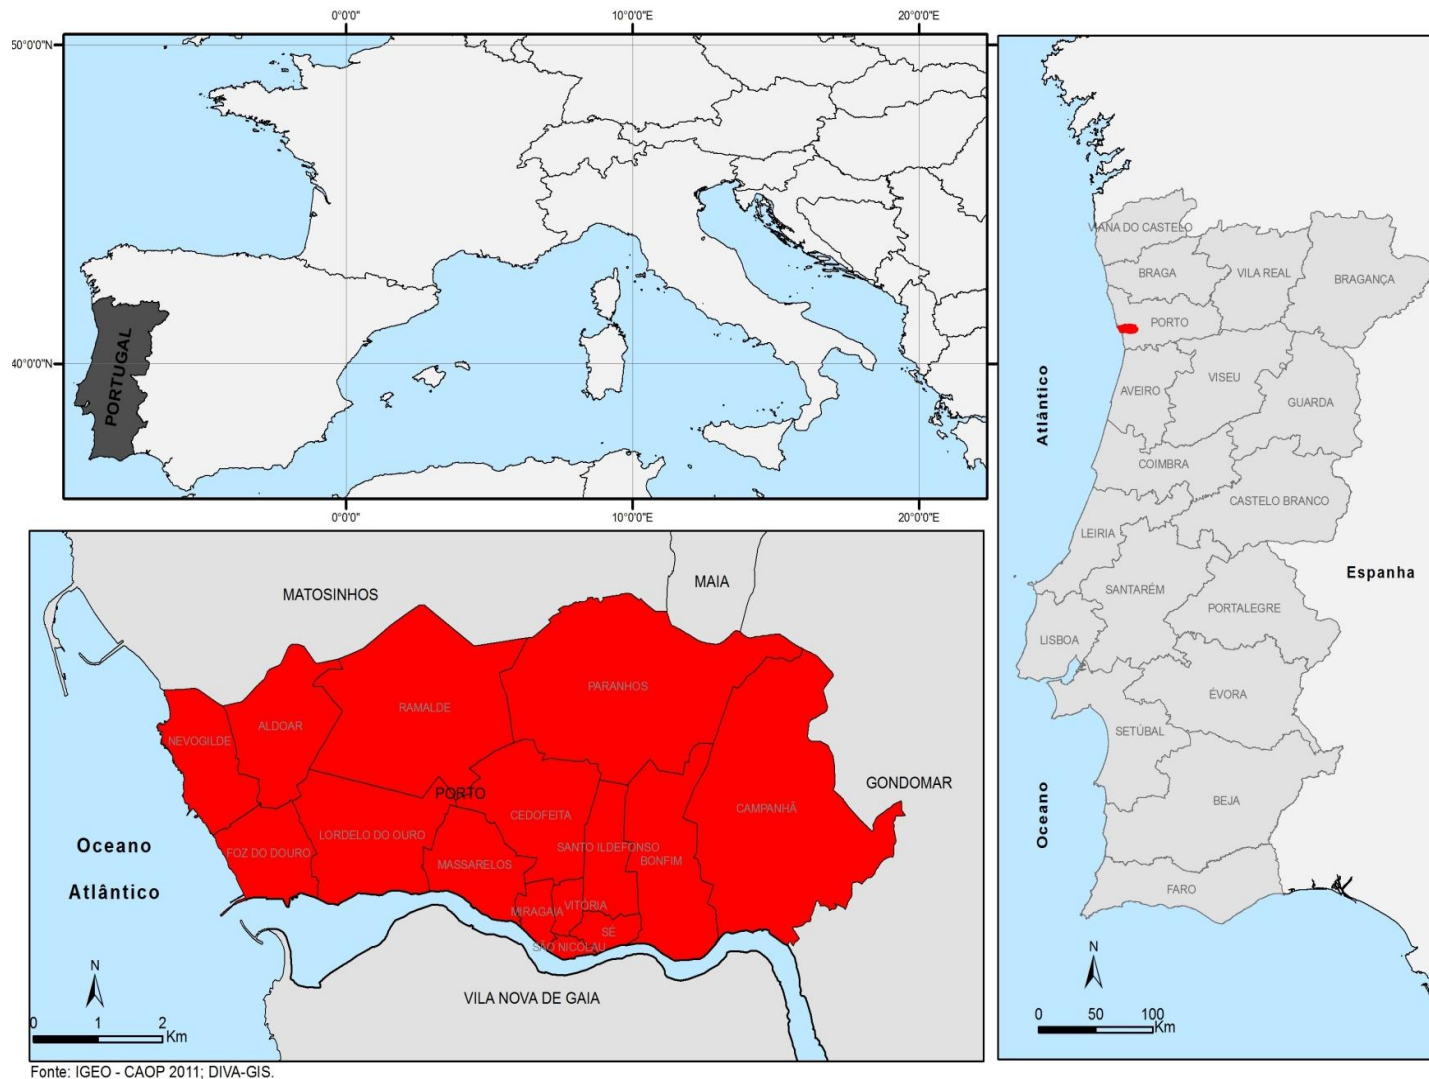 0°0'0"
10°0'0"E
20°0'0"E
50°0'0"N
40°0'0"N
PORTUGAL
0°0'0"
10°0'0"E
20°0'0"E
MATOSINHOS
MAIA
PARANHOS
RAMALDE
ALDOAR
NEVOGILDE
GONDOMAR
PORTO
CAMPANHÃ
CEDOFEITA
LORDELO DO OURO
SANTO ILDEFONSO
FOZ DO DOURO
MASSARELOS
BONFIM
Oceano
Atlântico
MIRAGAIA
VITÓRIA
SÉ
SÃO NICOLAU
VILA NOVA DE GAIA
N
0 1 2
Km
Fonte: IGEO - CAOP 2011; DIVA-GIS.
VIANA DO CASTELO
BRAGA
VILA REAL
BRAGANÇA
PORTO
VISEU
AVEIRO
GUARDA
Atlântico
COIMBRA
CASTELO BRANCO
LEIRIA
Espanha
SANTARÉM
PORTALEGRE
LISBOA
ÉVORA
SETÚBAL
BEJA
Oceano
FARO
N
0 50 100
Km